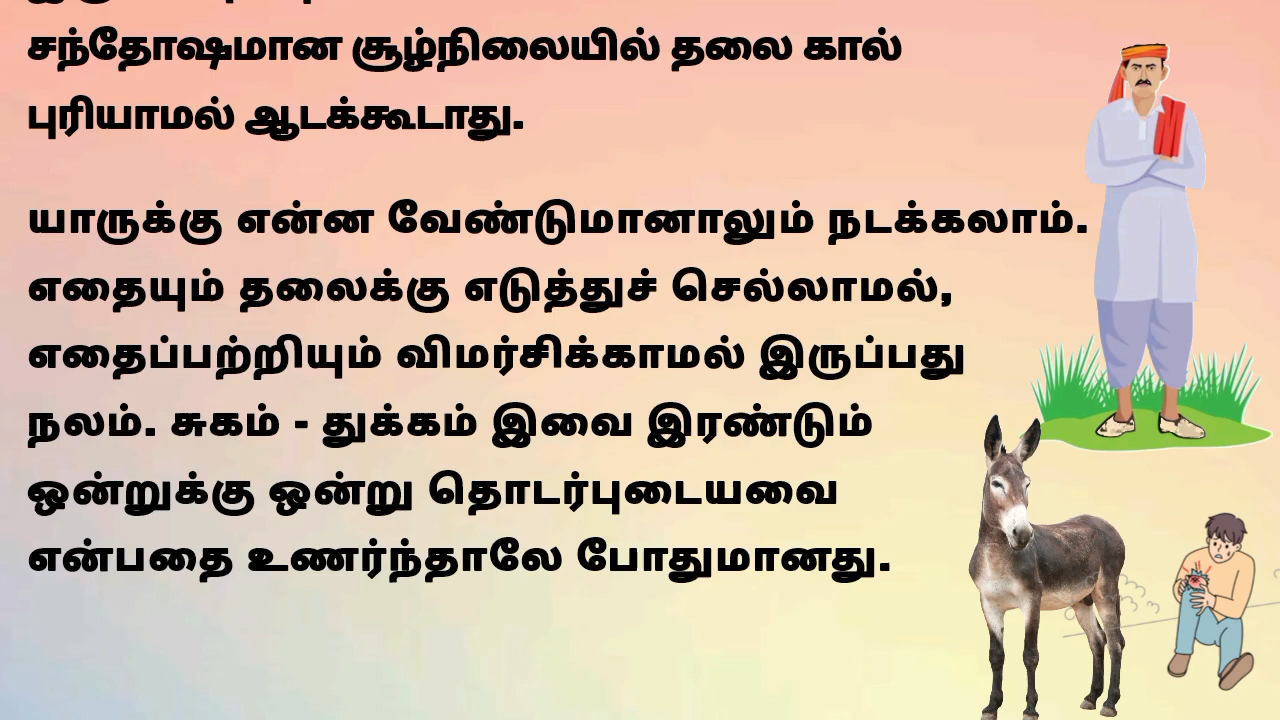 சந்தோஷமான சூழ்நிலையில் தலை கால்
புரியாமல் ஆடக்கூடாது.
யாருக்கு என்ன வேண்டுமானாலும் நடக்கலாம்.
எதையும் தலைக்கு எடுத்துச் செல்லாமல்,
எதைப்பற்றியும் விமர்சிக்காமல் இருப்பது
நலம். சுகம் - துக்கம் இவை இரண்டும்
ஒன்றுக்கு ஒன்று தொடர்புடையவை
என்பதை உணர்ந்தாலே போதுமானது.